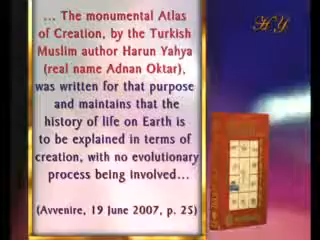 HY
... The monumental Atlas
of Creation, by the Turkish
Muslim author Harun Yahya
(real name Adnan Oktar),
was written for that purpose
and maintains that the
history of life on Earth is
to be explained in terms of
creation, with no evolutionary
process being involved...
(Avvenire, 19 June 2007, p. 25)